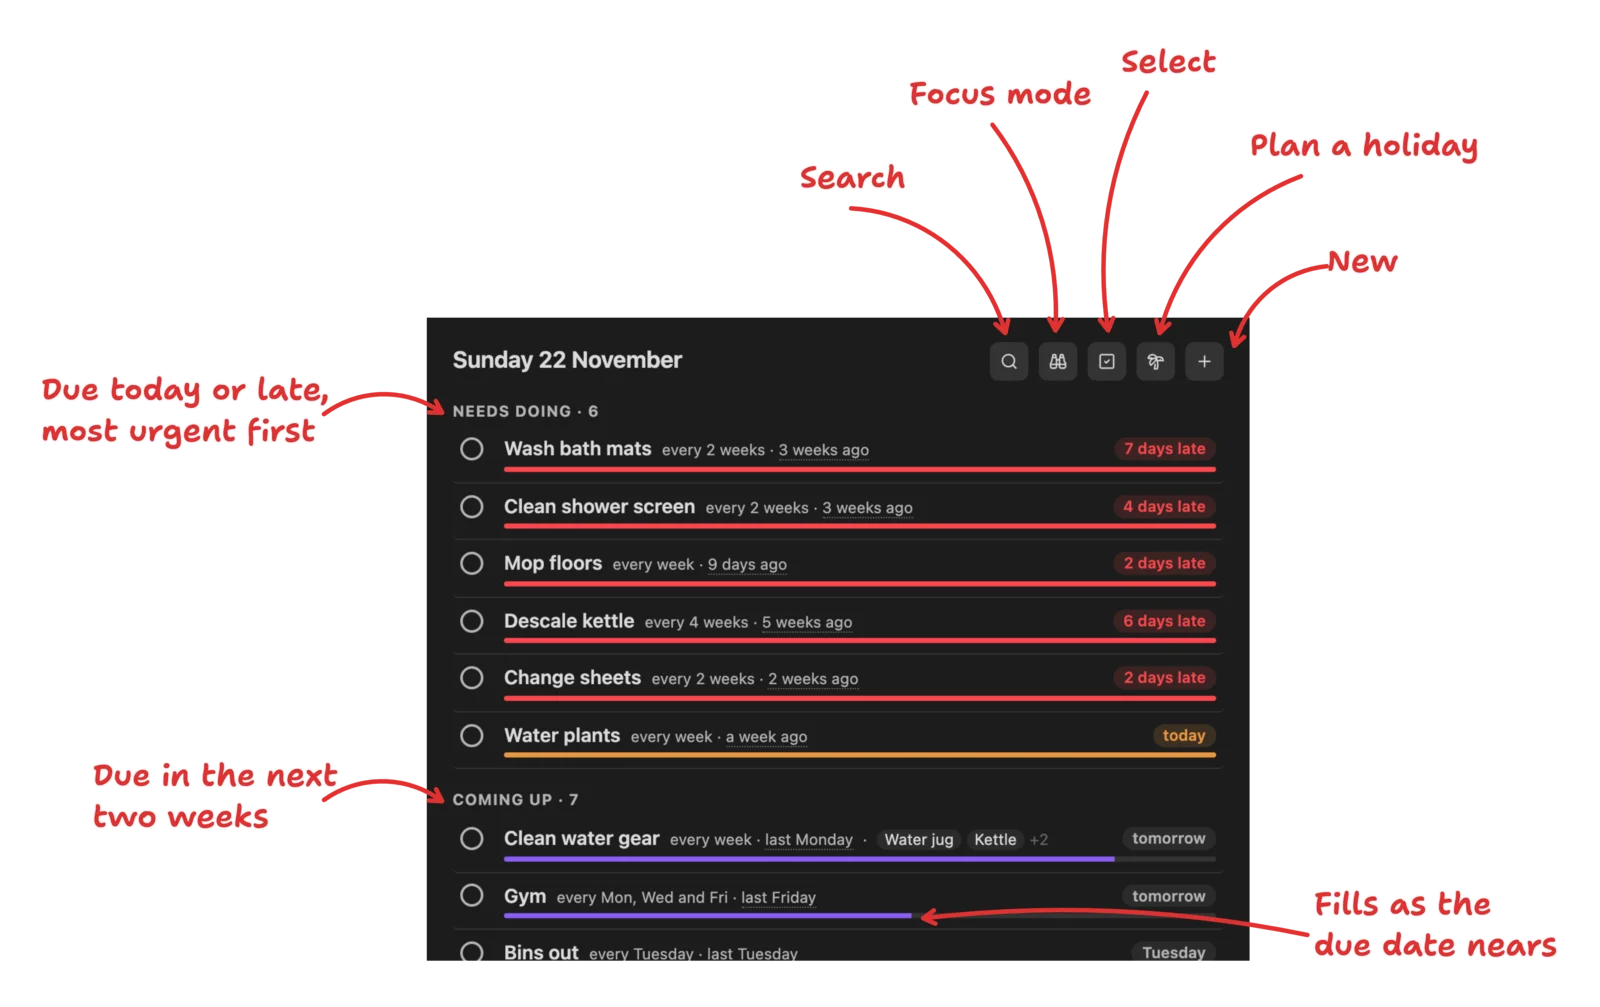 Select
Focus mode
Plan a holiday
Search
New
Sunday 22 November
Due today or late,
most urgent first
NEEDS DOING · 6
Wash bath mats every 2 weeks · 3 weeks ago 7 days late
Clean shower screen every 2 weeks · 3 weeks ago 4 days late
Mop floors every week · 9 days ago 2 days late
Descale kettle every 4 weeks · 5 weeks ago 6 days late
Change sheets every 2 weeks · 2 weeks ago 2 days late
Water plants every week · a week ago today
Due in the next
two weeks
COMING UP · 7
Clean water gear every week · last Monday · Water jug Kettle +2 tomorrow
Gym every Mon, Wed and Fri · last Friday tomorrow
Fills as the
due date nears
Bins out every Tuesday · last Tuesday Tuesday